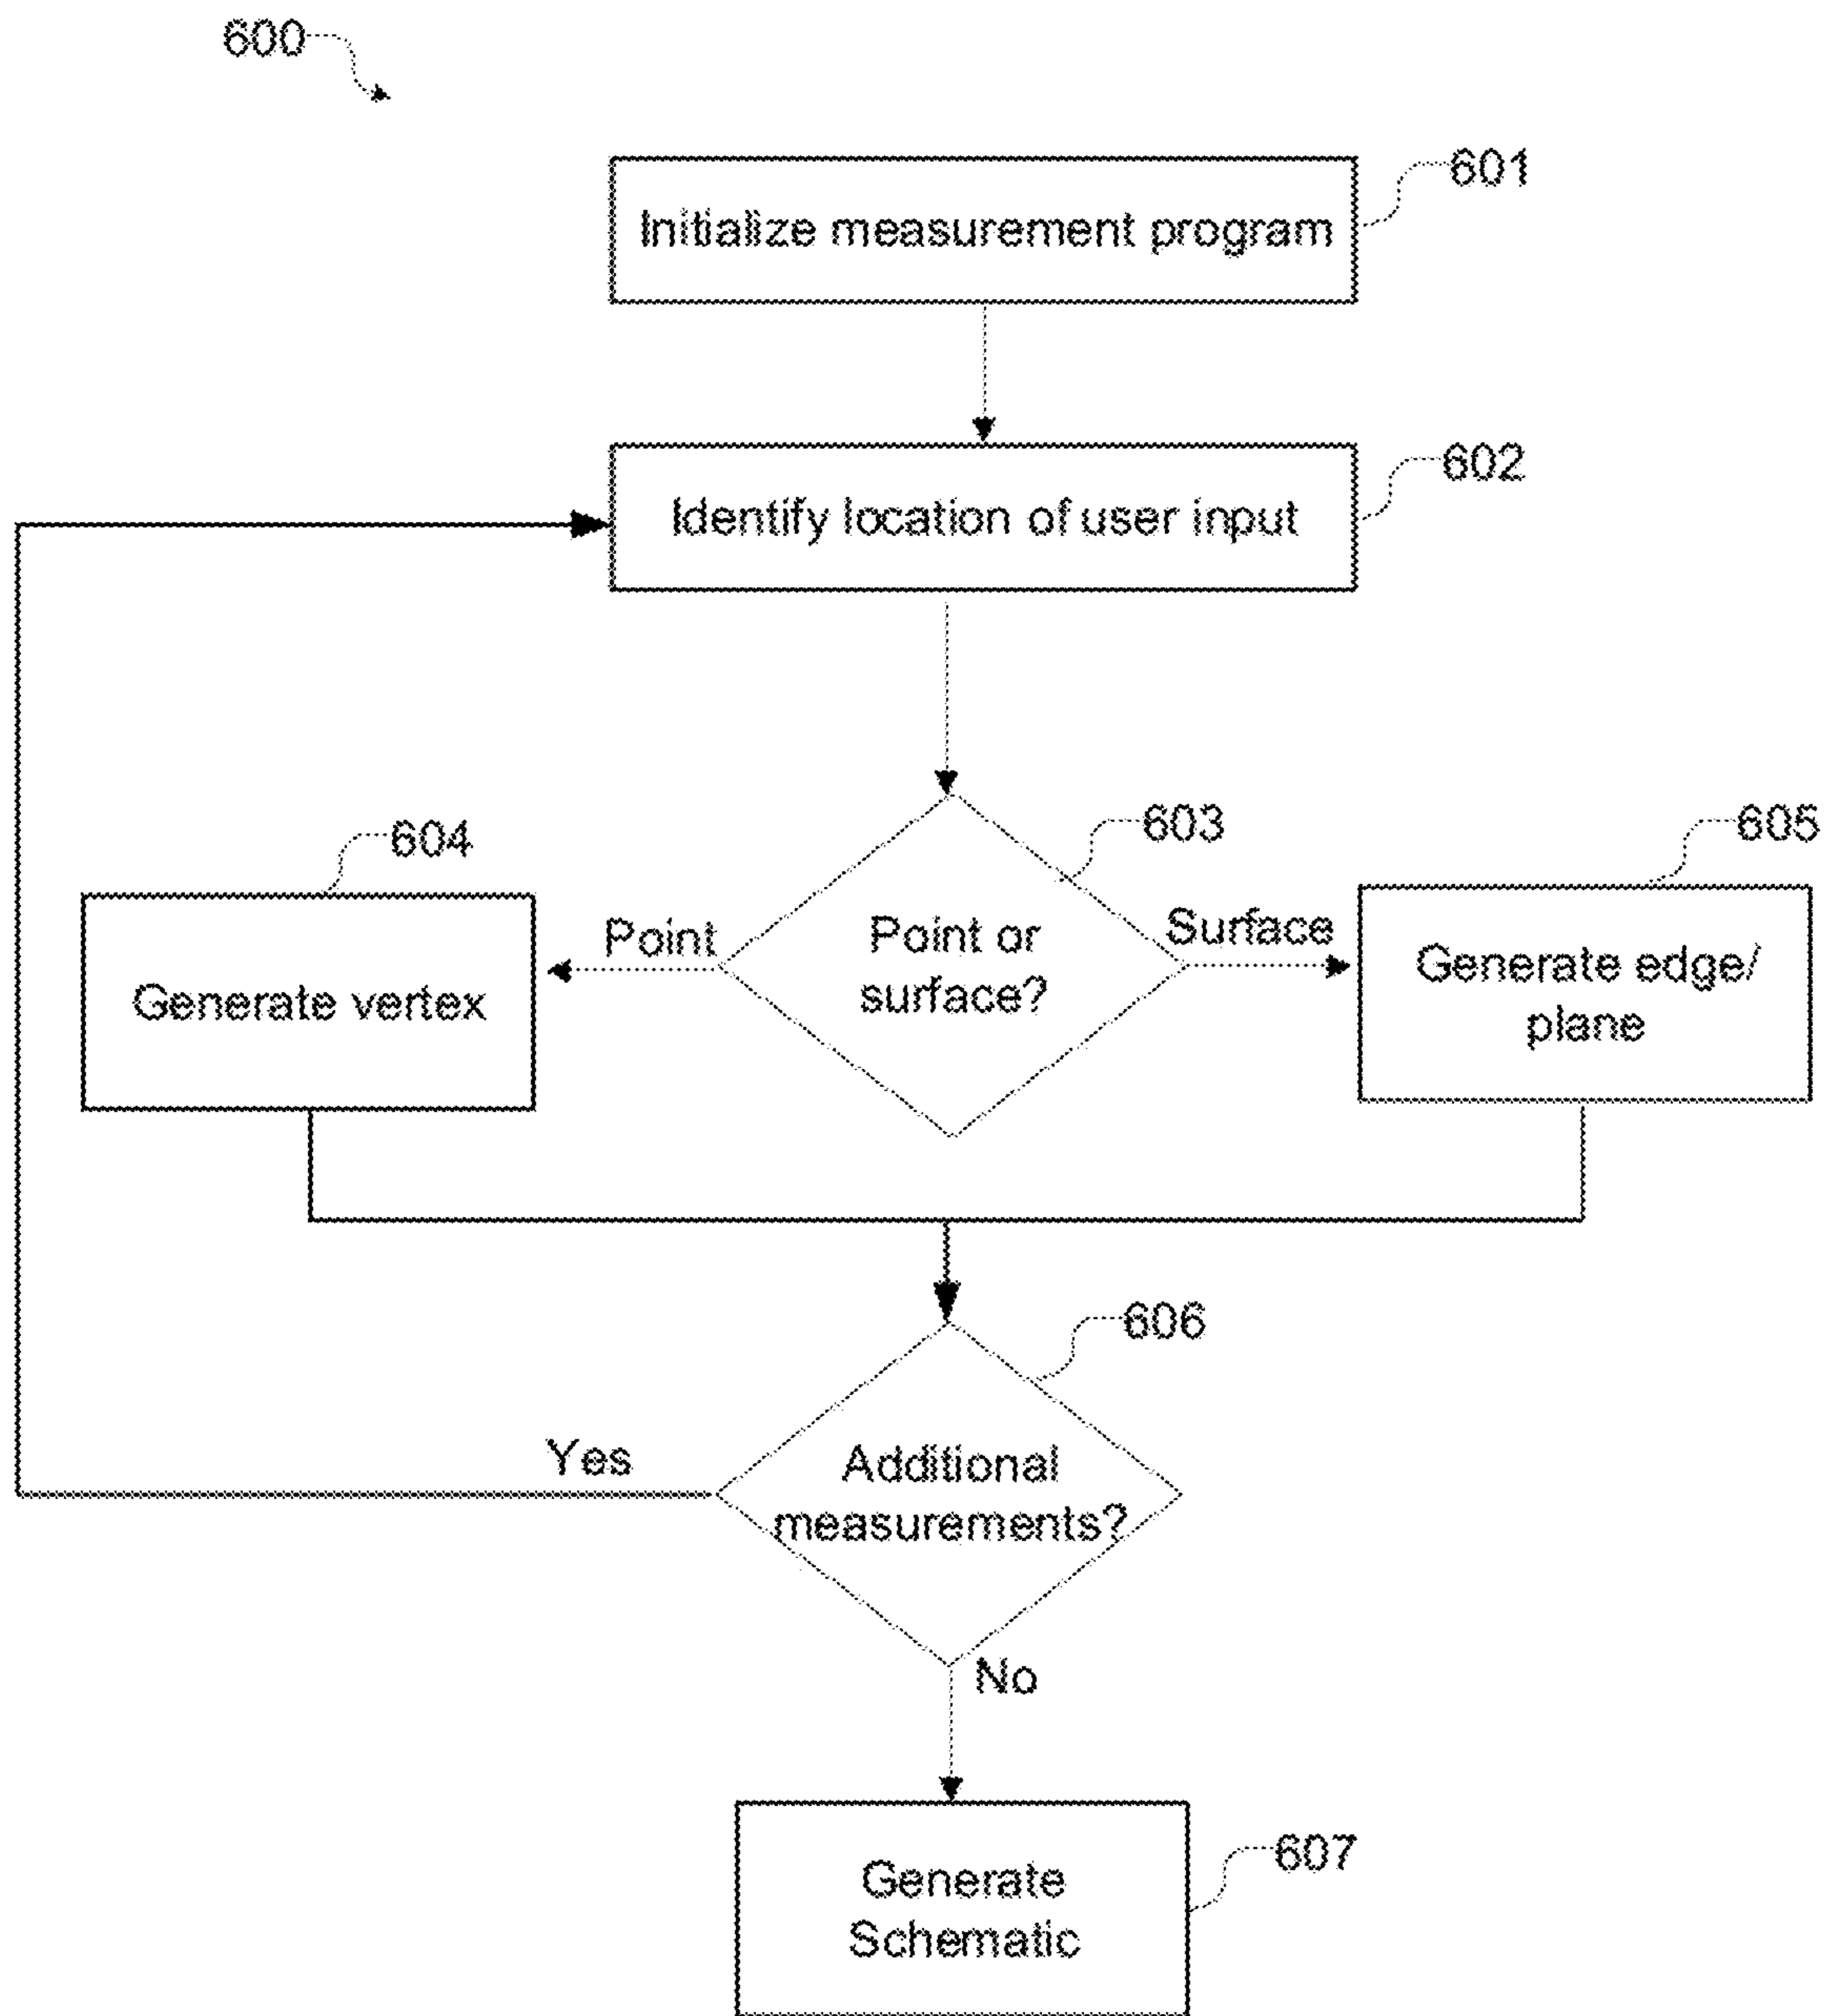 600
601
Initialize measurement program
602
Identify location of user input
603
604
605
Point
Point or
surface?
Surface
Generate vertex
Generate edge/
plane
606
Yes
Additional
measurements?
No
607
Generate
Schematic